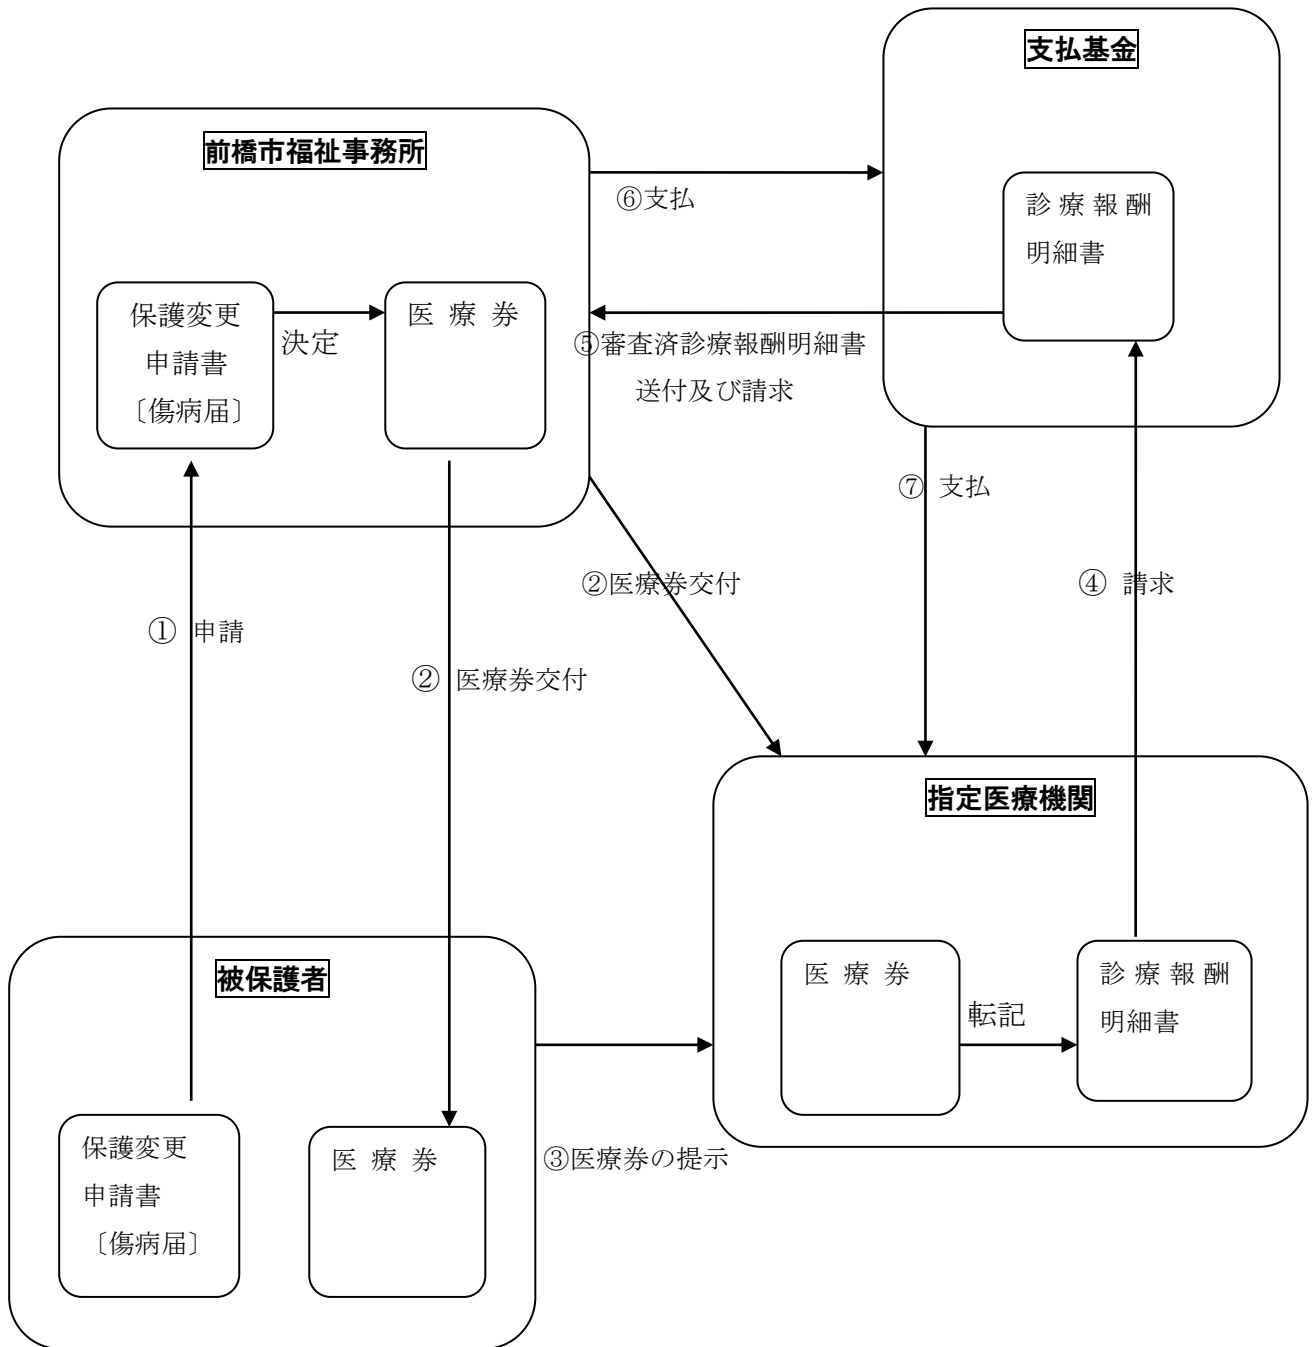 支払基金
前橋市福祉事務所
⑥支払
診療報酬
明細書
保護変更
申請書
〔傷病届〕
決定
医療券
⑤審査済診療報酬明細書
送付及び請求
⑦ 支払
②医療券交付
④ 請求
① 申請
② 医療券交付
指定医療機関
被保護者
医療券
転記
診療報酬
明細書
保護変更
申請書
〔傷病届〕
医療券
③医療券の提示